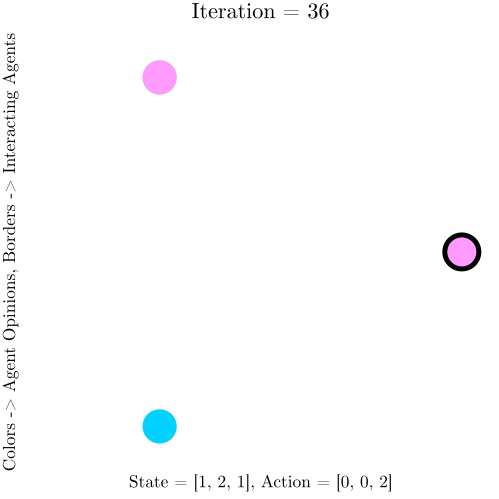 Iteration = 36
Colors -> Agent Opinions, Borders -> Interacting Agents
State = [1, 2, 1], Action = [0, 0, 2]